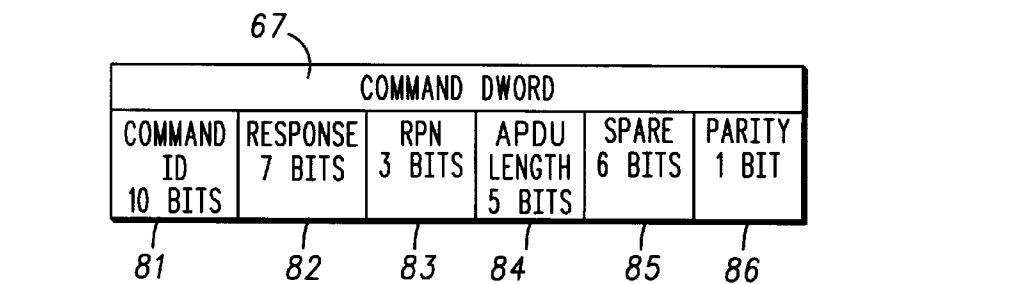 67
COMMAND DWORD
COMMAND
ID
10 BITS
RESPONSE
7 BITS
RPN
3 BITS
APDU
LENGTH
5 BITS
SPARE
6 BITS
PARITY
1 BIT
81
82
83
84
85
86